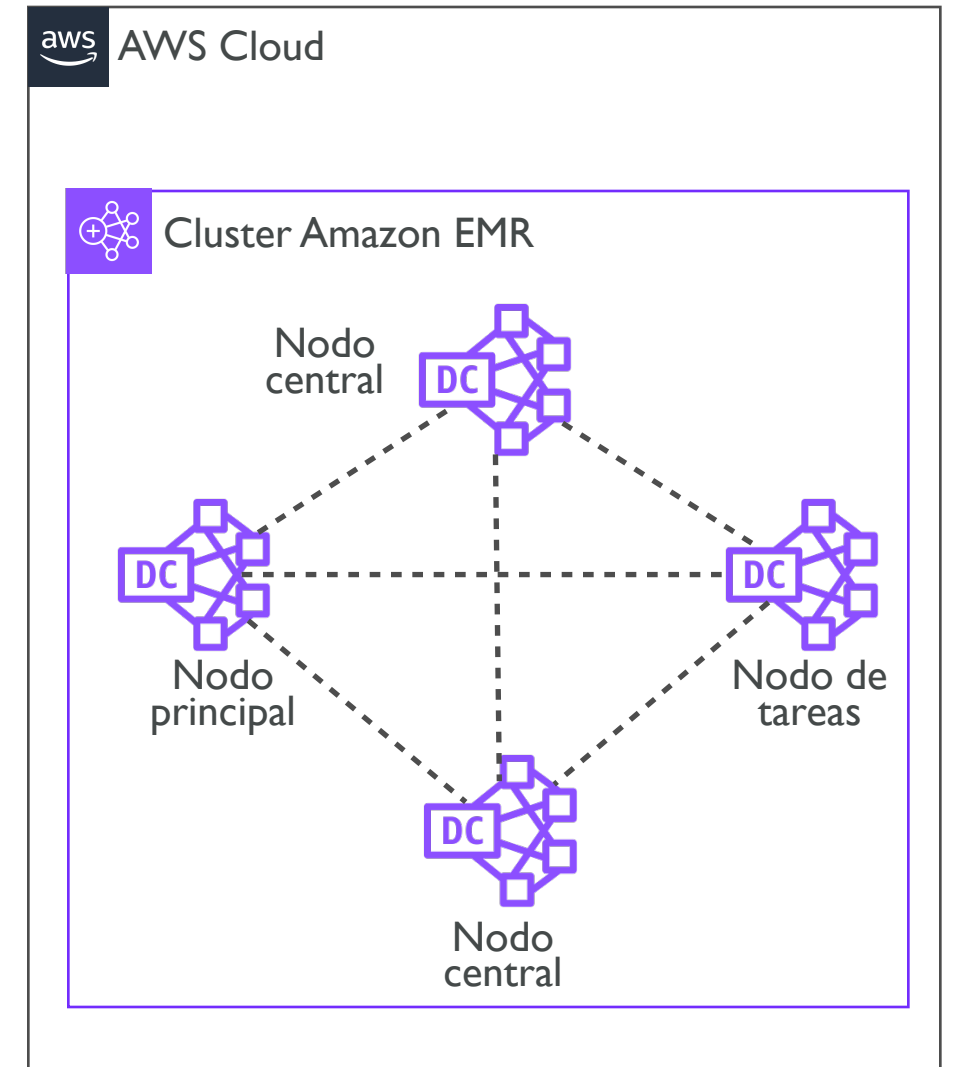 aws
AWS Cloud
Cluster Amazon EMR
Nodo
central
DC
DC
DC
Nodo
principal
Nodo de
tareas
DC
Nodo
central